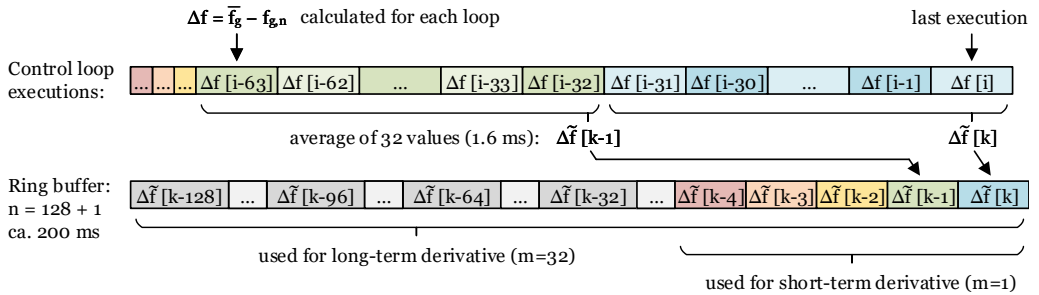 Δf = f̅g – fg,n calculated for each loop
last execution
Control loop
executions:
... ... ... Δf [i-63] Δf [i-62] ... Δf [i-33] Δf [i-32] Δf [i-31] Δf [i-30] ... Δf [i-1] Δf [i]
average of 32 values (1.6 ms): Δf̃ [k-1] Δf̃ [k]
Ring buffer:
n = 128 + 1
ca. 200 ms
Δf̃ [k-128] ... Δf̃ [k-96] ... Δf̃ [k-64] ... Δf̃ [k-32] ... Δf̃ [k-4] Δf̃ [k-3] Δf̃ [k-2] Δf̃ [k-1] Δf̃ [k]
used for long-term derivative (m=32)
used for short-term derivative (m=1)